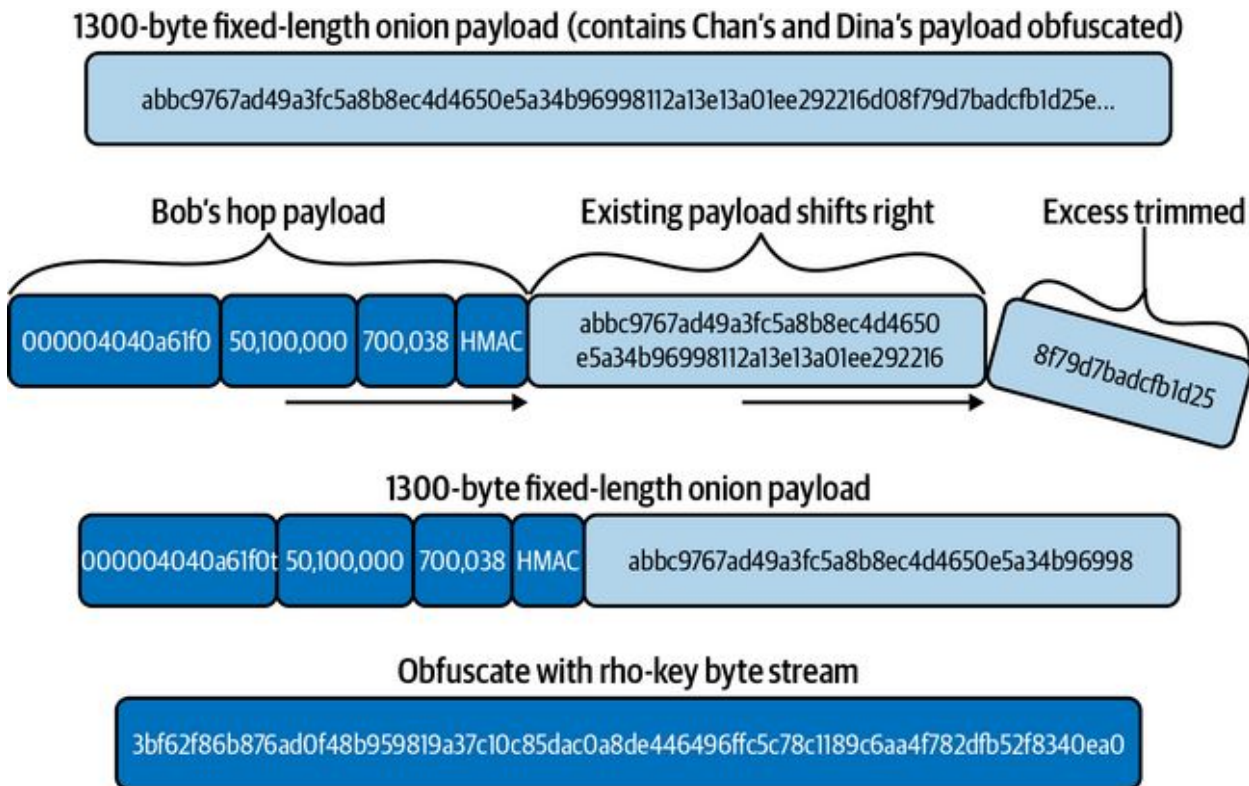 1300-byte fixed-length onion payload (contains Chan's and Dina's payload obfuscated)
abbc9767ad49a3fc5a8b8ec4d4650e5a34b96998112a13e13a01ee292216d08f79d7badcfb1d25e...
Bob's hop payload
Existing payload shifts right
Excess trimmed
000004040a61f0
50,100,000
700,038
HMAC
abbc9767ad49a3fc5a8b8ec4d4650
e5a34b96998112a13e13a01ee292216
8f79d7badcfb1d25
1300-byte fixed-length onion payload
000004040a61f0t
50,100,000
700,038
HMAC
abbc9767ad49a3fc5a8b8ec4d4650e5a34b96998
Obfuscate with rho-key byte stream
3bf62f86b876ad0f48b959819a37c10c85dac0a8de446496ffc5c78c1189c6aa4f782dfb52f8340ea0